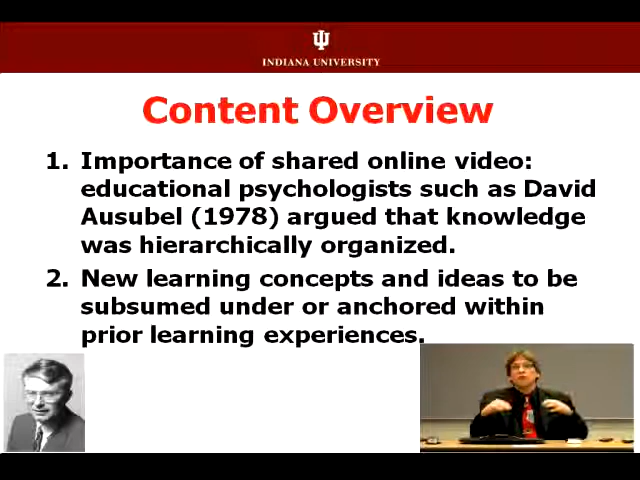 INDIANA UNIVERSITY
Content Overview
1. Importance of shared online video:
educational psychologists such as David
Ausubel (1978) argued that knowledge
was hierarchically organized.
2. New learning concepts and ideas to be
subsumed under or anchored within
prior learning experiences.